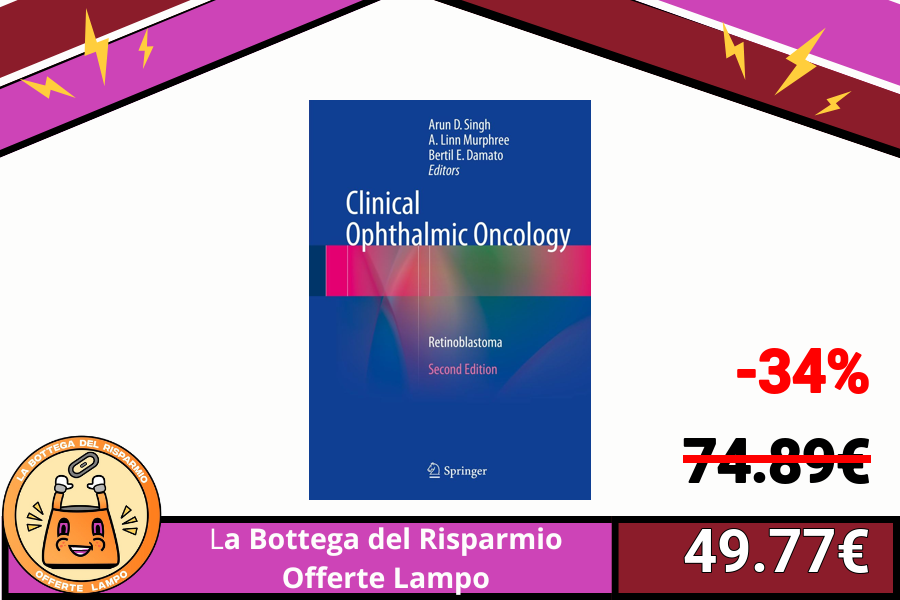 Arun D. Singh
A. Linn Murphree
Bertil E. Damato
Editors
Clinical
Ophthalmic Oncology
Retinoblastoma
Second Edition
Springer
-34%
74.89€
49.77€
LA BOTTEGA DEL RISPARMIO
OFFERTE LAMPO
La Bottega del Risparmio
Offerte Lampo